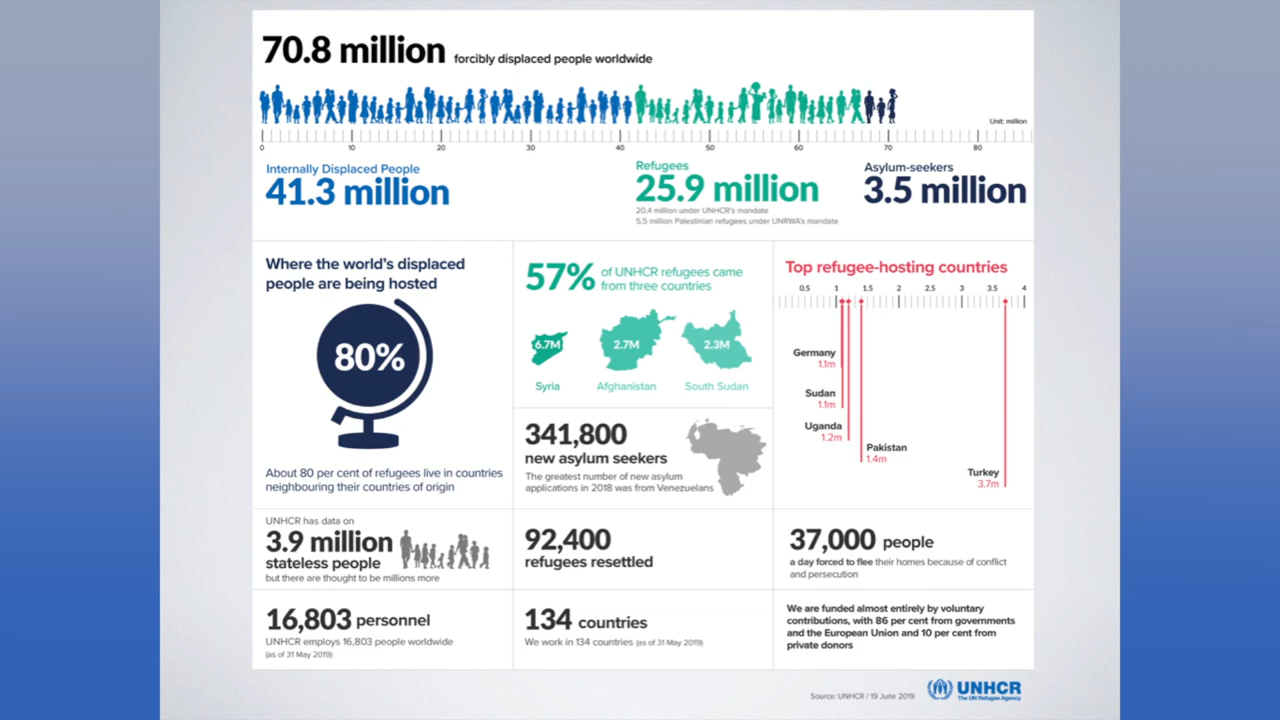 70.8 million forcibly displaced people worldwide
Unit: million
0 10 20 30 40 50 60 70 80
Internally Displaced People
41.3 million
Refugees
25.9 million
20.4 million under UNHCR's mandate
5.5 million Palestinian refugees under UNRWA's mandate
Asylum-seekers
3.5 million
Where the world's displaced
people are being hosted
80%
About 80 per cent of refugees live in countries
neighbouring their countries of origin
57% of UNHCR refugees came
from three countries
6.7M 2.7M 2.3M
Syria Afghanistan South Sudan
341,800
new asylum seekers
The greatest number of new asylum
applications in 2018 was from Venezuelans
Top refugee-hosting countries
0.5 1 1.5 2 2.5 3 3.5 4
Germany
1.1m
Sudan
1.1m
Uganda
1.2m
Pakistan
1.4m
Turkey
3.7m
UNHCR has data on
3.9 million
stateless people
but there are thought to be millions more
92,400
refugees resettled
37,000 people
a day forced to flee their homes because of conflict
and persecution
16,803 personnel
UNHCR employs 16,803 people worldwide
(as of 31 May 2019)
134 countries
We work in 134 countries (as of 31 May 2019)
We are funded almost entirely by voluntary
contributions, with 86 per cent from governments
and the European Union and 10 per cent from
private donors
Source: UNHCR / 19 June 2019
UNHCR
The UN Refugee Agency